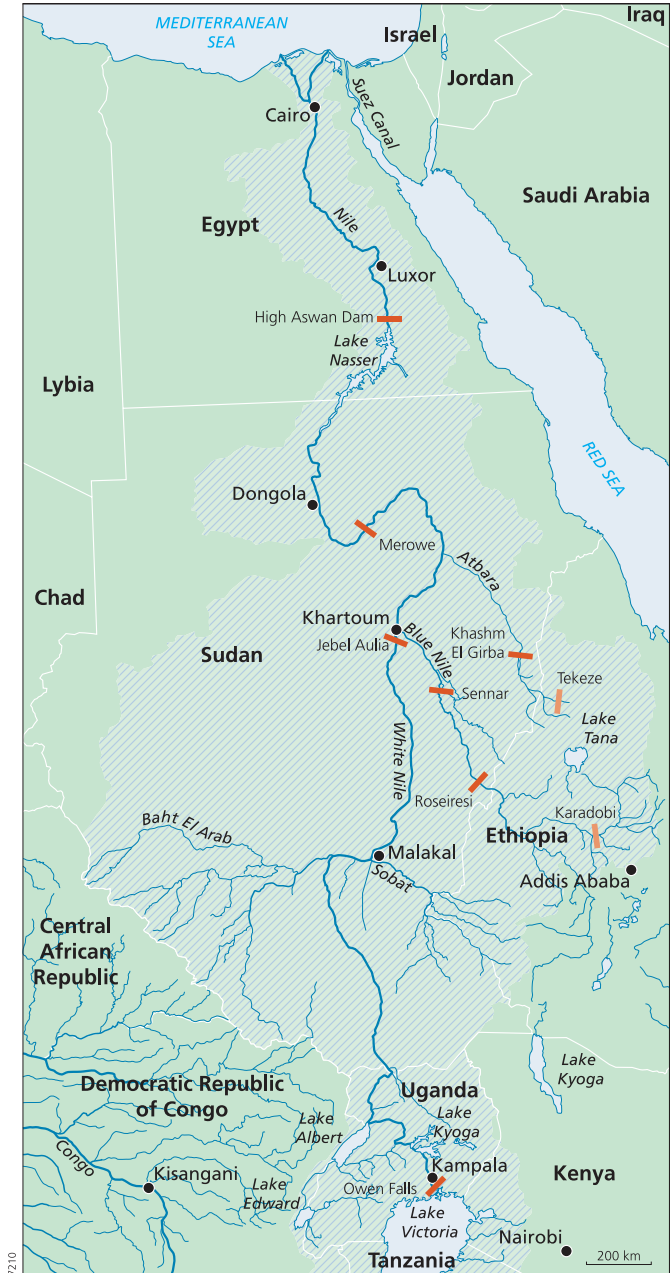 MEDITERRANEAN
SEA
Israel
Iraq
Jordan
Cairo
Suez Canal
Saudi Arabia
Egypt
Nile
Luxor
High Aswan Dam
Lake
Nasser
Lybia
RED SEA
Dongola
Merowe
Atbara
Chad
Khartoum
Jebel Aulia
Blue Nile
Khashm
El Girba
Sudan
Sennar
Tekeze
Lake
Tana
White Nile
Roseiresi
Karadobi
Ethiopia
Baht El Arab
Malakal
Sobat
Addis Ababa
Central
African
Republic
Lake
Kyoga
Democratic Republic
of Congo
Uganda
Lake
Albert
Lake
Kyoga
Congo
Kisangani
Lake
Edward
Kampala
Owen Falls
Kenya
Lake
Victoria
Nairobi
Tanzania
200 km
7210